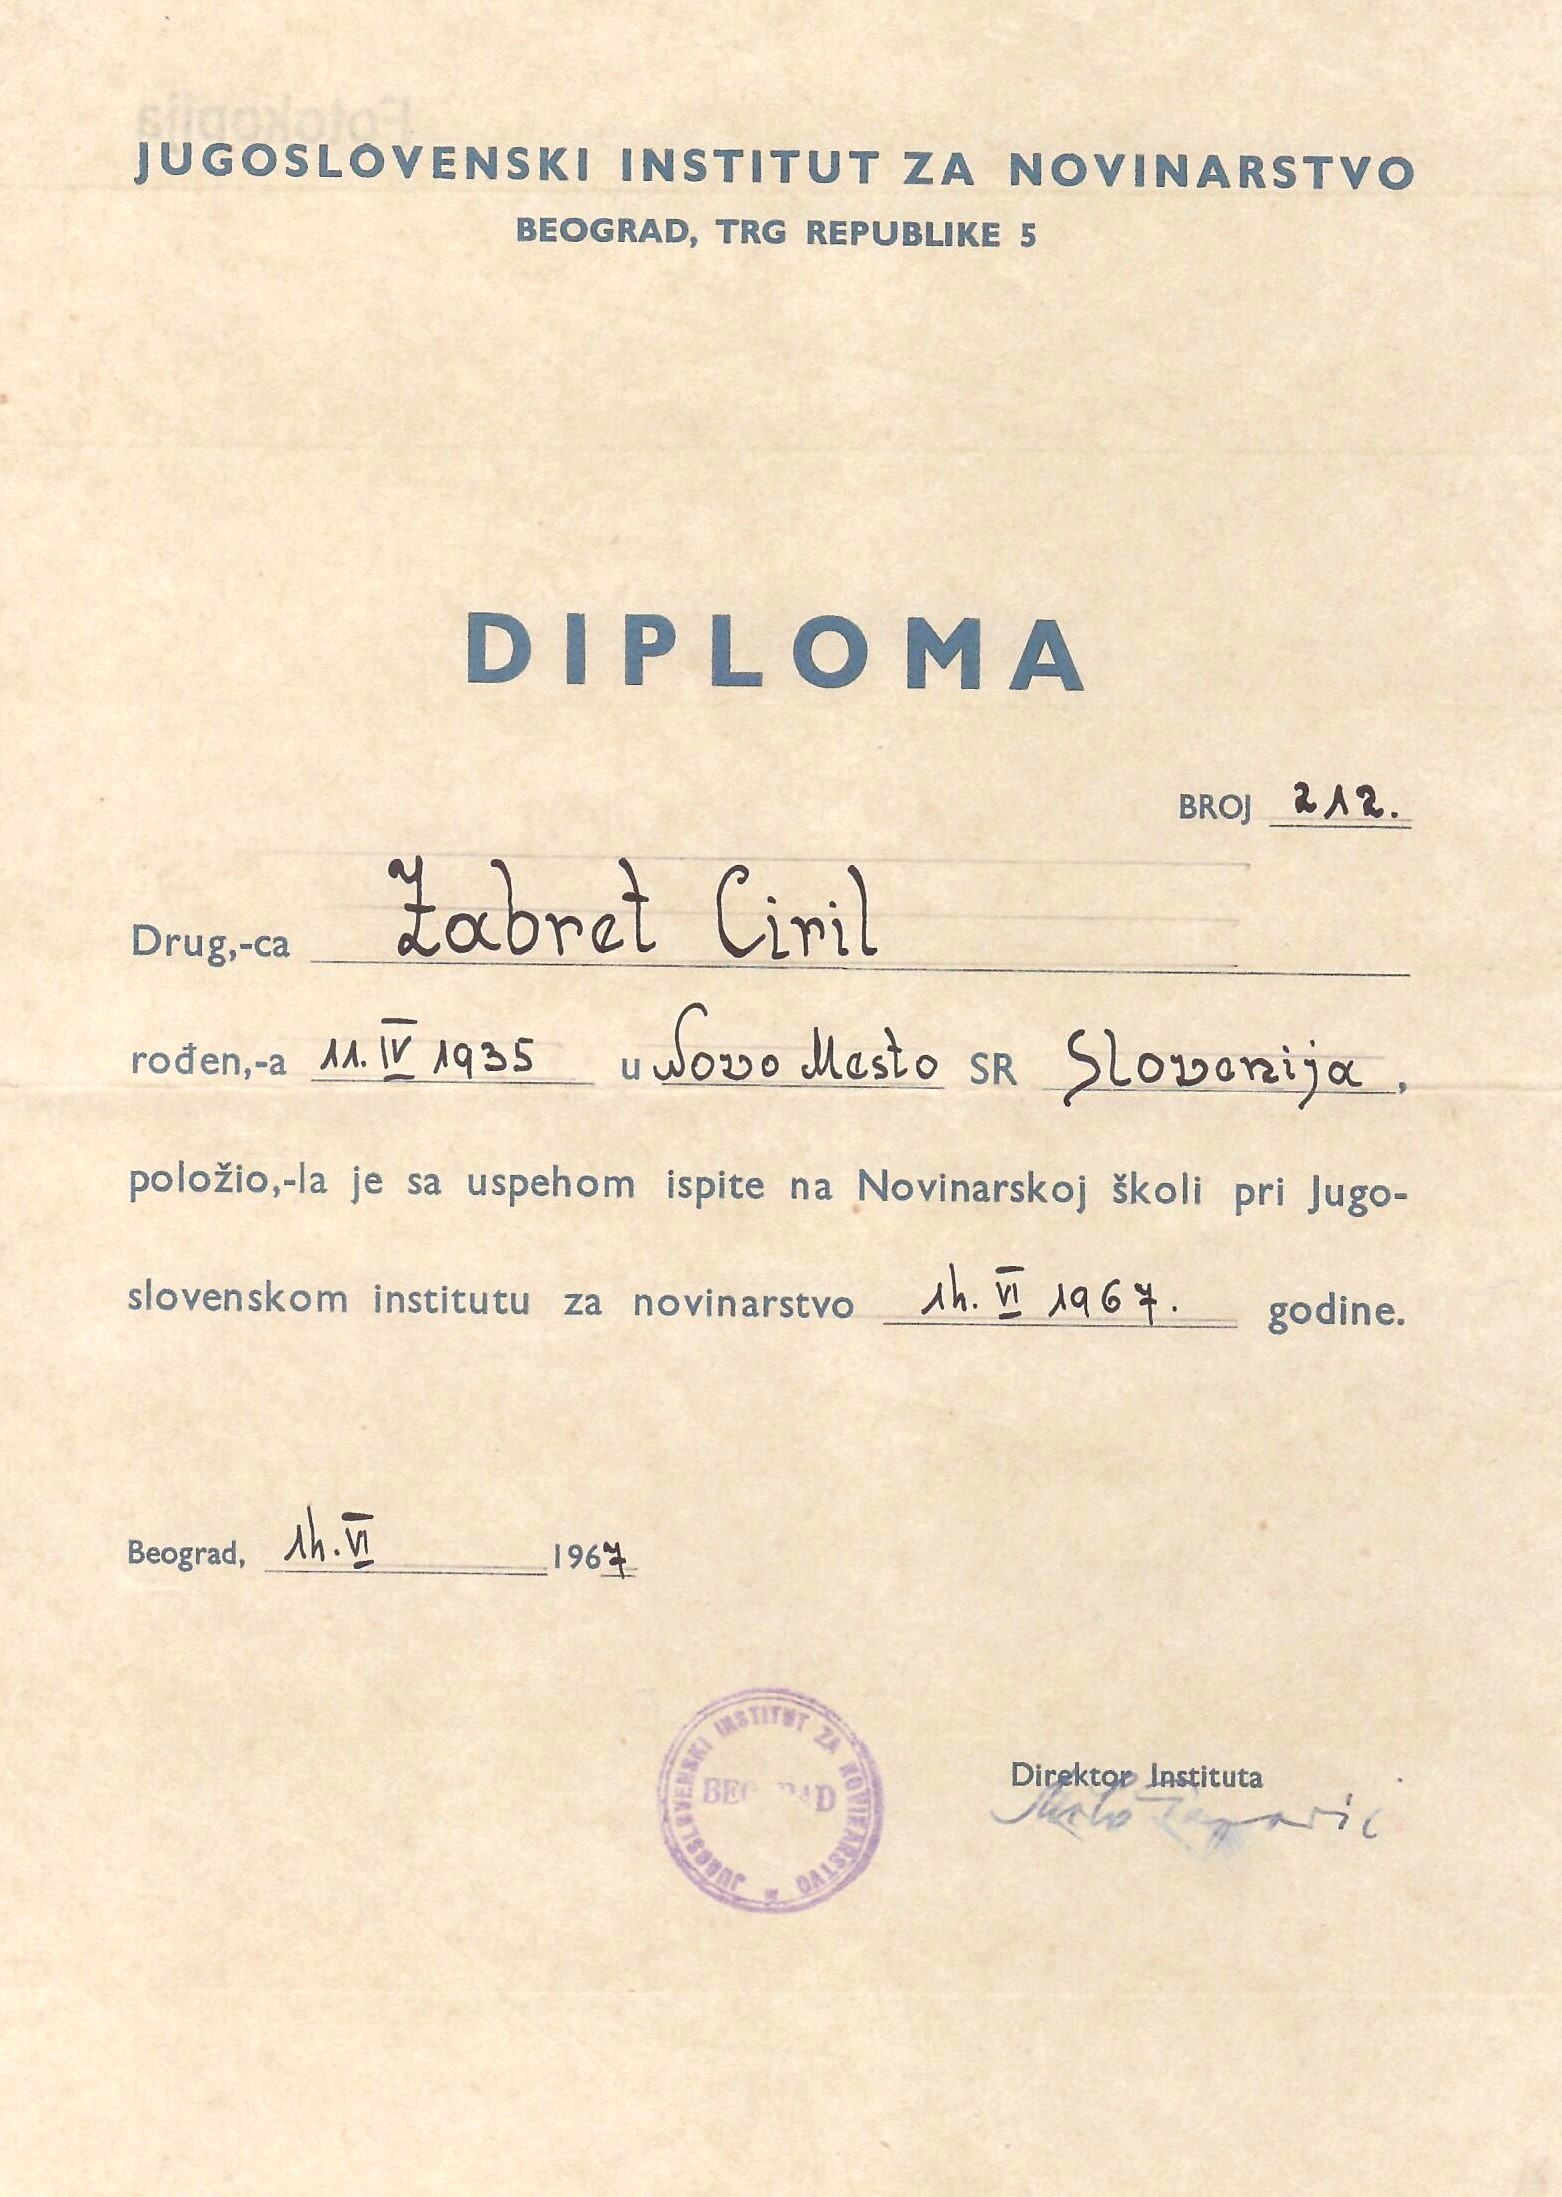 Fotokopija
JUGOSLOVENSKI INSTITUT ZA NOVINARSTVO
BEOGRAD, TRG REPUBLIKE 5
DIPLOMA
BROJ 212.
Drug,-ca Zabret Ciril
rođen,-a 11. IV 1935 u Novo Mesto SR Slovenija,
položio,-la je sa uspehom ispite na Novinarskoj školi pri Jugo-
slovenskom institutu za novinarstvo 14. VI 1967. godine.
Beograd, 14. VI 1967
JUGOSLOVENSKI INSTITUT ZA NOVINARSTVO
BEOGRAD
Direktor Instituta